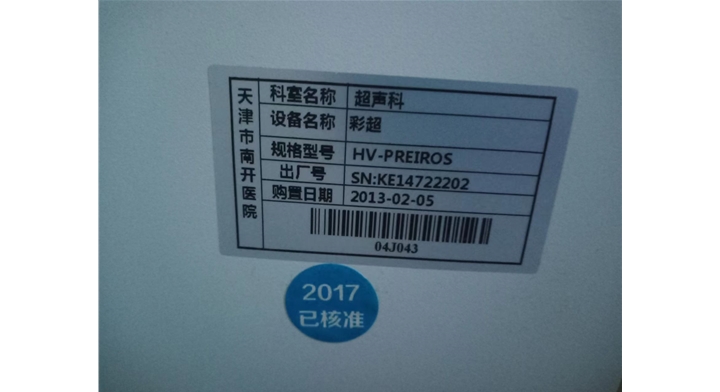 天津市南开医院
科室名称 超声科
设备名称 彩超
规格型号 HV-PREIROS
出厂号 SN:KE14722202
购置日期 2013-02-05
04J043
2017
已核准